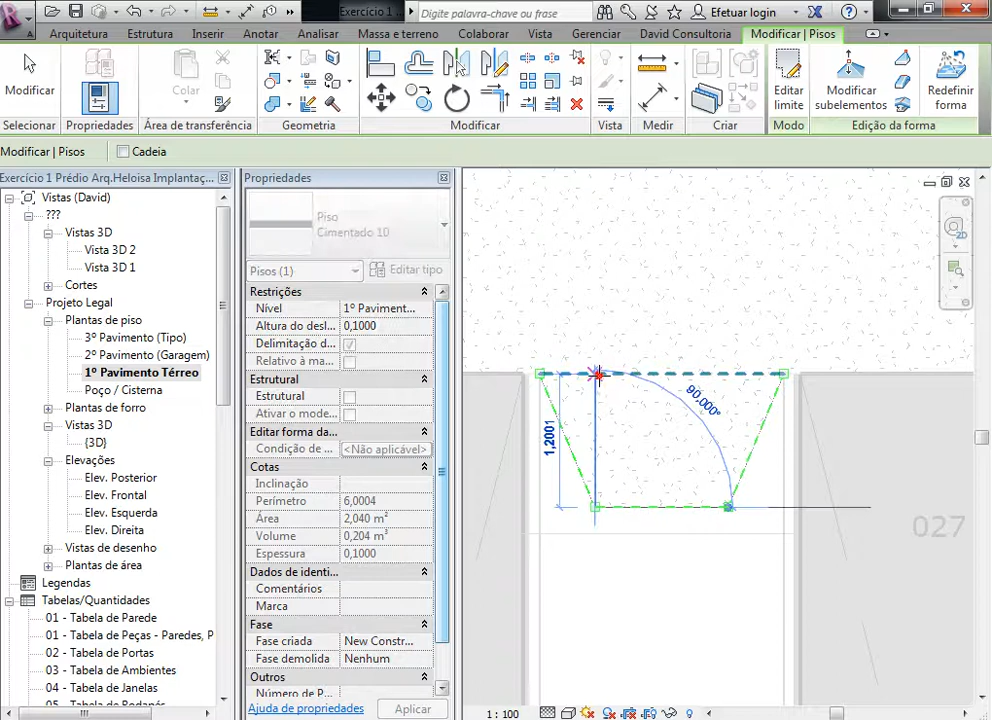 Exercício 1
Digite palavra-chave ou frase
Efetuar login
Arquitetura
Estrutura
Inserir
Anotar
Analisar
Massa e terreno
Colaborar
Vista
Gerenciar
David Consultoria
Modificar | Pisos
Modificar
Colar
Editar
limite
Modificar
subelementos
Redefinir
forma
Selecionar
Propriedades
Área de transferência
Geometria
Modificar
Vista
Medir
Criar
Modo
Edição da forma
Modificar | Pisos
Cadeia
Exercício 1 Prédio Arq.Heloisa Implantaç...
Vistas (David)
???
Vistas 3D
Vista 3D 2
Vista 3D 1
Cortes
Projeto Legal
Plantas de piso
3º Pavimento (Tipo)
2º Pavimento (Garagem)
1º Pavimento Térreo
Poço / Cisterna
Plantas de forro
Vistas 3D
{3D}
Elevações
Elev. Posterior
Elev. Frontal
Elev. Esquerda
Elev. Direita
Vistas de desenho
Plantas de área
Legendas
Tabelas/Quantidades
01 - Tabela de Parede
01 - Tabela de Peças - Paredes, P
02 - Tabela de Portas
03 - Tabela de Ambientes
04 - Tabela de Janelas
05 - Tabela de Rodapés
Propriedades
Piso
Cimentado 10
Pisos (1)
Editar tipo
Restrições
Nível 1º Paviment...
Altura do desl... 0,1000
Delimitação d...
Relativo à ma...
Estrutural
Estrutural
Ativar o mode...
Editar forma da...
Condição de ... <Não aplicável>
Cotas
Inclinação
Perímetro 6,0004
Área 2,040 m²
Volume 0,204 m³
Espessura 0,1000
Dados de identi...
Comentários
Marca
Fase
Fase criada New Constr...
Fase demolida Nenhum
Outros
Número de P...
Ajuda de propriedades
Aplicar
2D
90,000°
1,2001
027
1 : 100